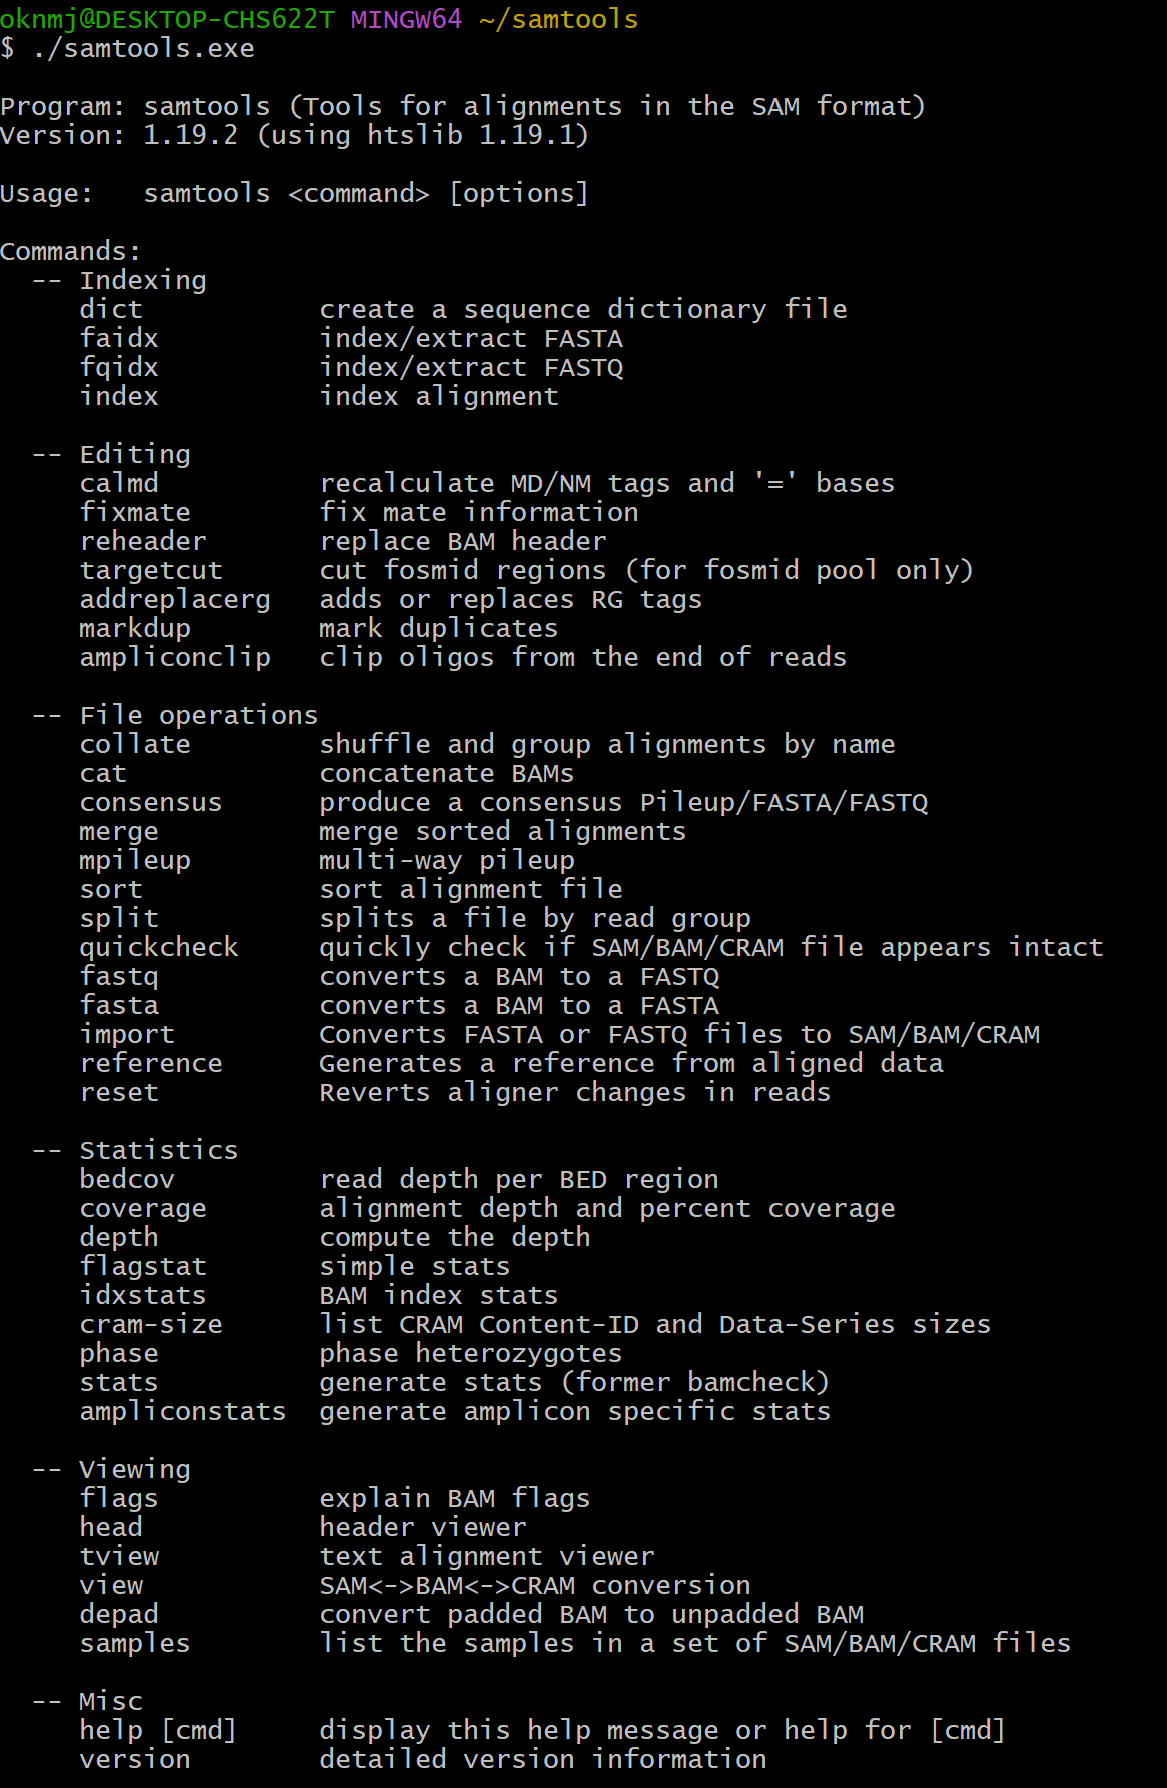 oknmj@DESKTOP-CHS622T MINGW64 ~/samtools
$ ./samtools.exe

Program: samtools (Tools for alignments in the SAM format)
Version: 1.19.2 (using htslib 1.19.1)

Usage:   samtools <command> [options]

Commands:
  -- Indexing
     dict           create a sequence dictionary file
     faidx          index/extract FASTA
     fqidx          index/extract FASTQ
     index          index alignment

  -- Editing
     calmd          recalculate MD/NM tags and '=' bases
     fixmate        fix mate information
     reheader       replace BAM header
     targetcut      cut fosmid regions (for fosmid pool only)
     addreplacerg   adds or replaces RG tags
     markdup        mark duplicates
     ampliconclip   clip oligos from the end of reads

  -- File operations
     collate        shuffle and group alignments by name
     cat            concatenate BAMs
     consensus      produce a consensus Pileup/FASTA/FASTQ
     merge          merge sorted alignments
     mpileup        multi-way pileup
     sort           sort alignment file
     split          splits a file by read group
     quickcheck     quickly check if SAM/BAM/CRAM file appears intact
     fastq          converts a BAM to a FASTQ
     fasta          converts a BAM to a FASTA
     import         Converts FASTA or FASTQ files to SAM/BAM/CRAM
     reference      Generates a reference from aligned data
     reset          Reverts aligner changes in reads

  -- Statistics
     bedcov         read depth per BED region
     coverage       alignment depth and percent coverage
     depth          compute the depth
     flagstat       simple stats
     idxstats       BAM index stats
     cram-size      list CRAM Content-ID and Data-Series sizes
     phase          phase heterozygotes
     stats          generate stats (former bamcheck)
     ampliconstats  generate amplicon specific stats

  -- Viewing
     flags          explain BAM flags
     head           header viewer
     tview          text alignment viewer
     view           SAM<->BAM<->CRAM conversion
     depad          convert padded BAM to unpadded BAM
     samples        list the samples in a set of SAM/BAM/CRAM files

  -- Misc
     help [cmd]     display this help message or help for [cmd]
     version        detailed version information